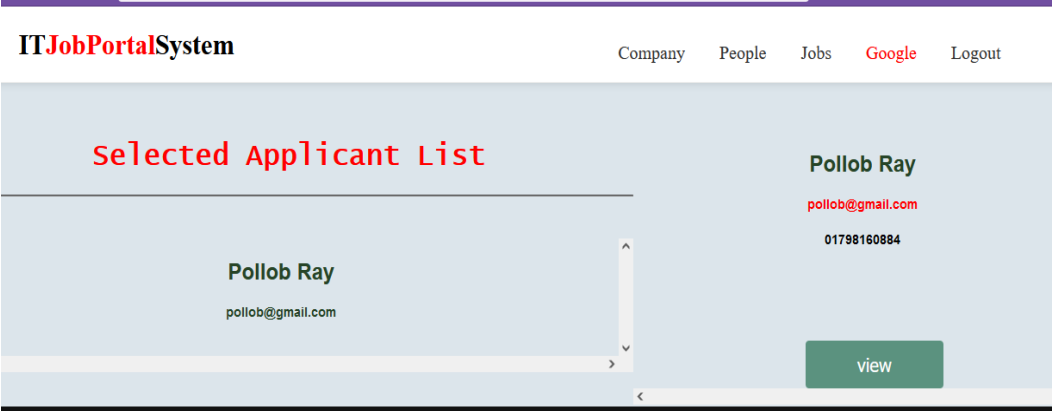 ITJobPortalSystem
Company People Jobs Google Logout
Selected Applicant List
Pollob Ray
pollob@gmail.com
Pollob Ray
pollob@gmail.com
01798160884
view